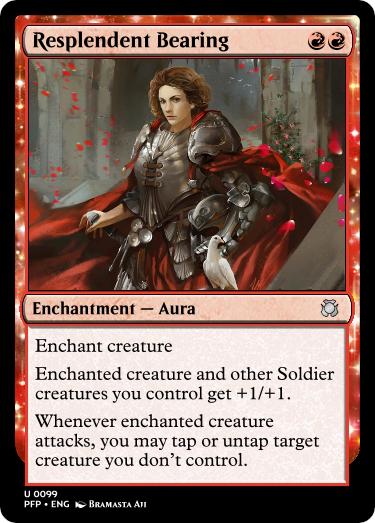 Resplendent Bearing
Enchantment — Aura
Enchant creature
Enchanted creature and other Soldier
creatures you control get +1/+1.
Whenever enchanted creature
attacks, you may tap or untap target
creature you don't control.
U 0099
PFP • ENG Bramasta Aji